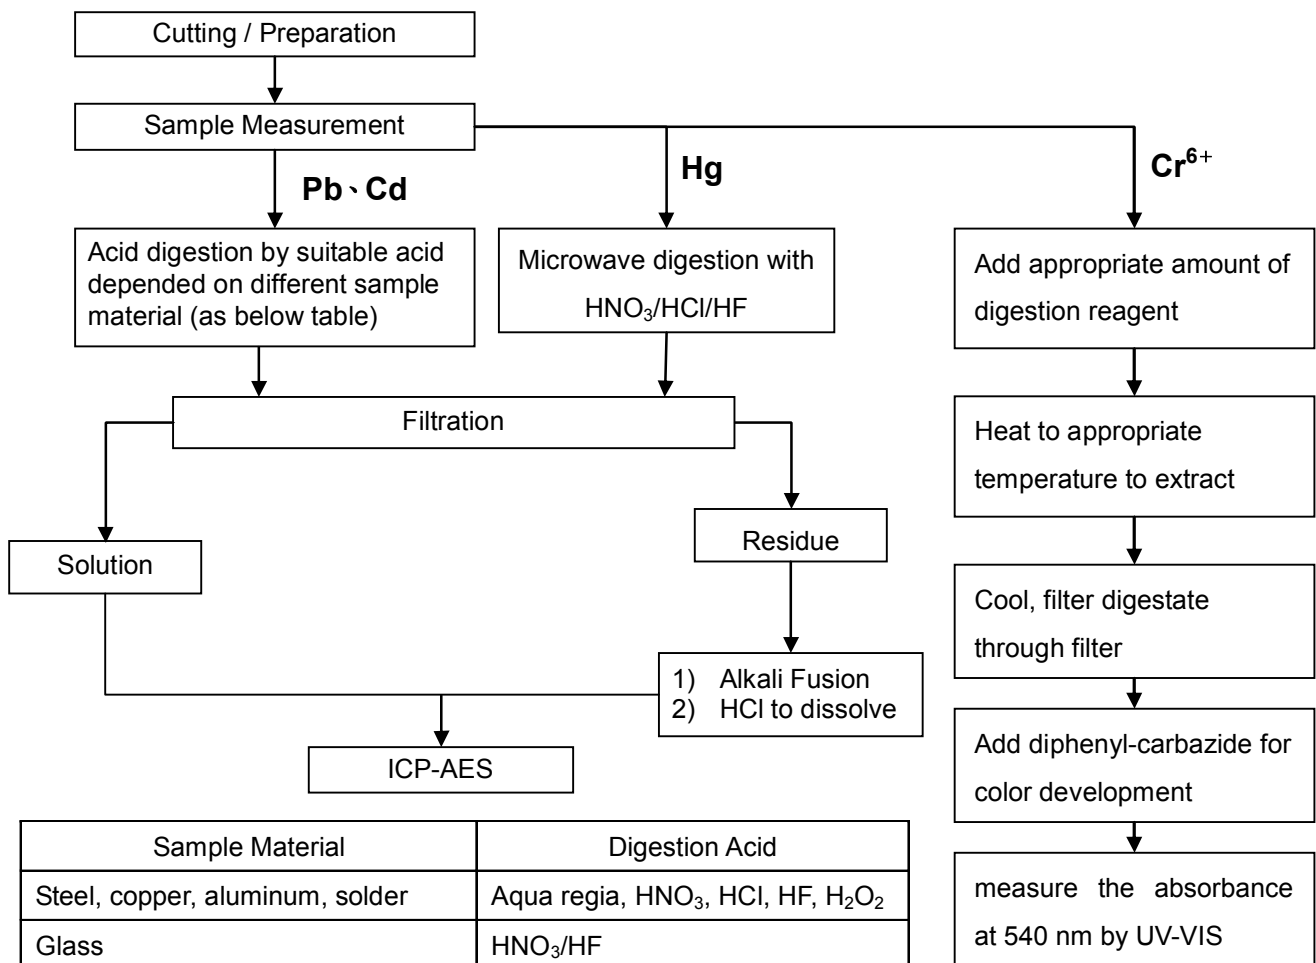 Cutting / Preparation
Sample Measurement
Pb、Cd
Hg
Cr⁶⁺
Acid digestion by suitable acid
depended on different sample
material (as below table)
Microwave digestion with
HNO₃/HCl/HF
Add appropriate amount of
digestion reagent
Filtration
Heat to appropriate
temperature to extract
Solution
Residue
Cool, filter digestate
through filter
1) Alkali Fusion
2) HCl to dissolve
ICP-AES
Add diphenyl-carbazide for
color development
measure the absorbance
at 540 nm by UV-VIS
Sample Material Digestion Acid
Steel, copper, aluminum, solder Aqua regia, HNO₃, HCl, HF, H₂O₂
Glass HNO₃/HF